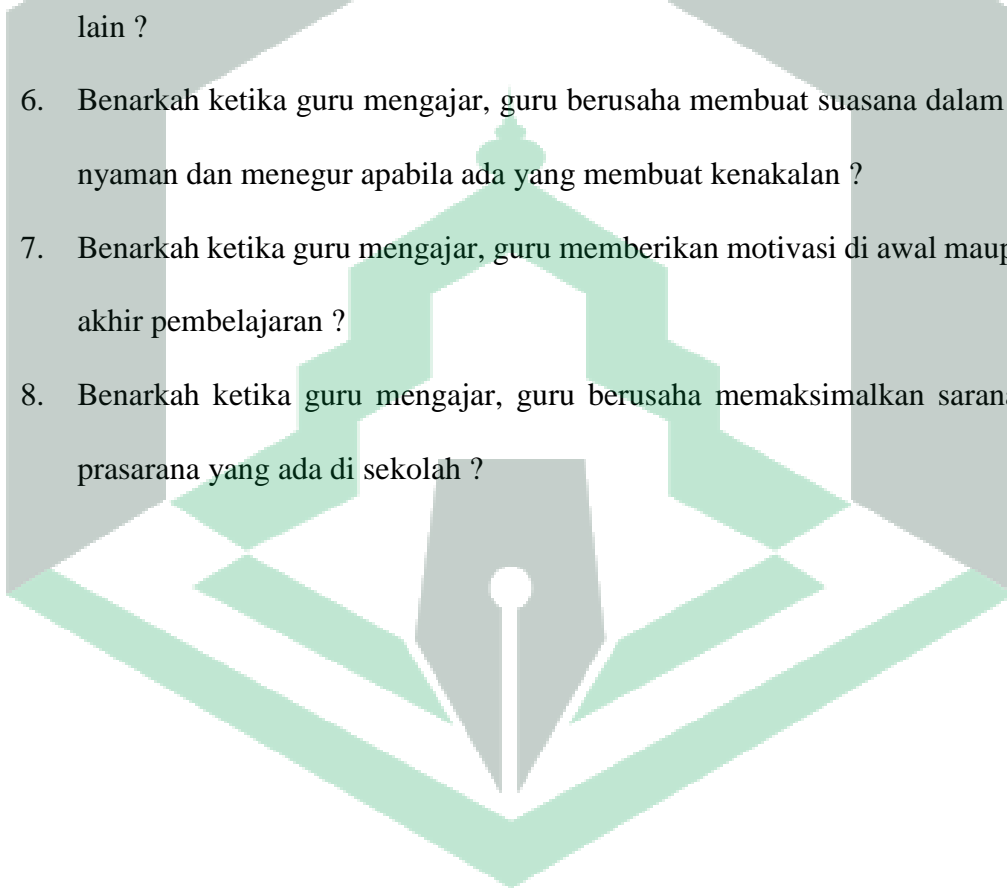 lain ?
6. Benarkah ketika guru mengajar, guru berusaha membuat suasana dalam
nyaman dan menegur apabila ada yang membuat kenakalan ?
7. Benarkah ketika guru mengajar, guru memberikan motivasi di awal
akhir pembelajaran ?
8. Benarkah ketika guru mengajar, guru berusaha memaksimalkan sarana
prasarana yang ada di sekolah ?